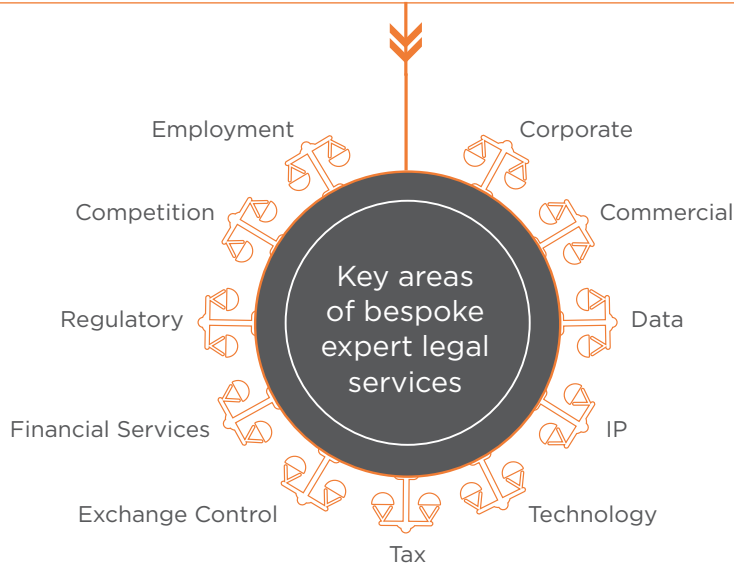 Employment
Corporate
Competition
Commercial
Key areas
of bespoke
expert legal
services
Regulatory
Data
Financial Services
IP
Exchange Control
Technology
Tax